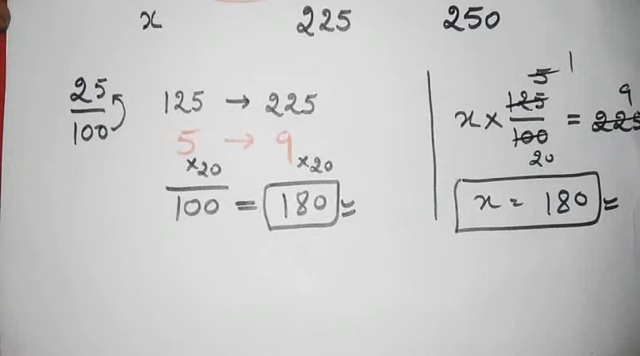 x 225 250
25/100 125 → 225
5 → 9
×20 ×20
100 = 180
5 1
x × 125/100 = 225 9
20
x = 180